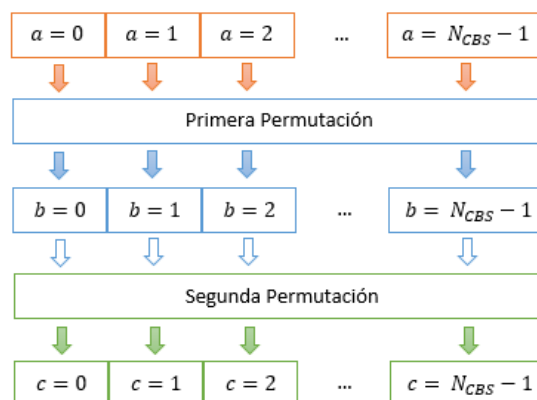 a = 0 a = 1 a = 2 ... a = N_CBS − 1
Primera Permutación
b = 0 b = 1 b = 2 ... b = N_CBS − 1
Segunda Permutación
c = 0 c = 1 c = 2 ... c = N_CBS − 1